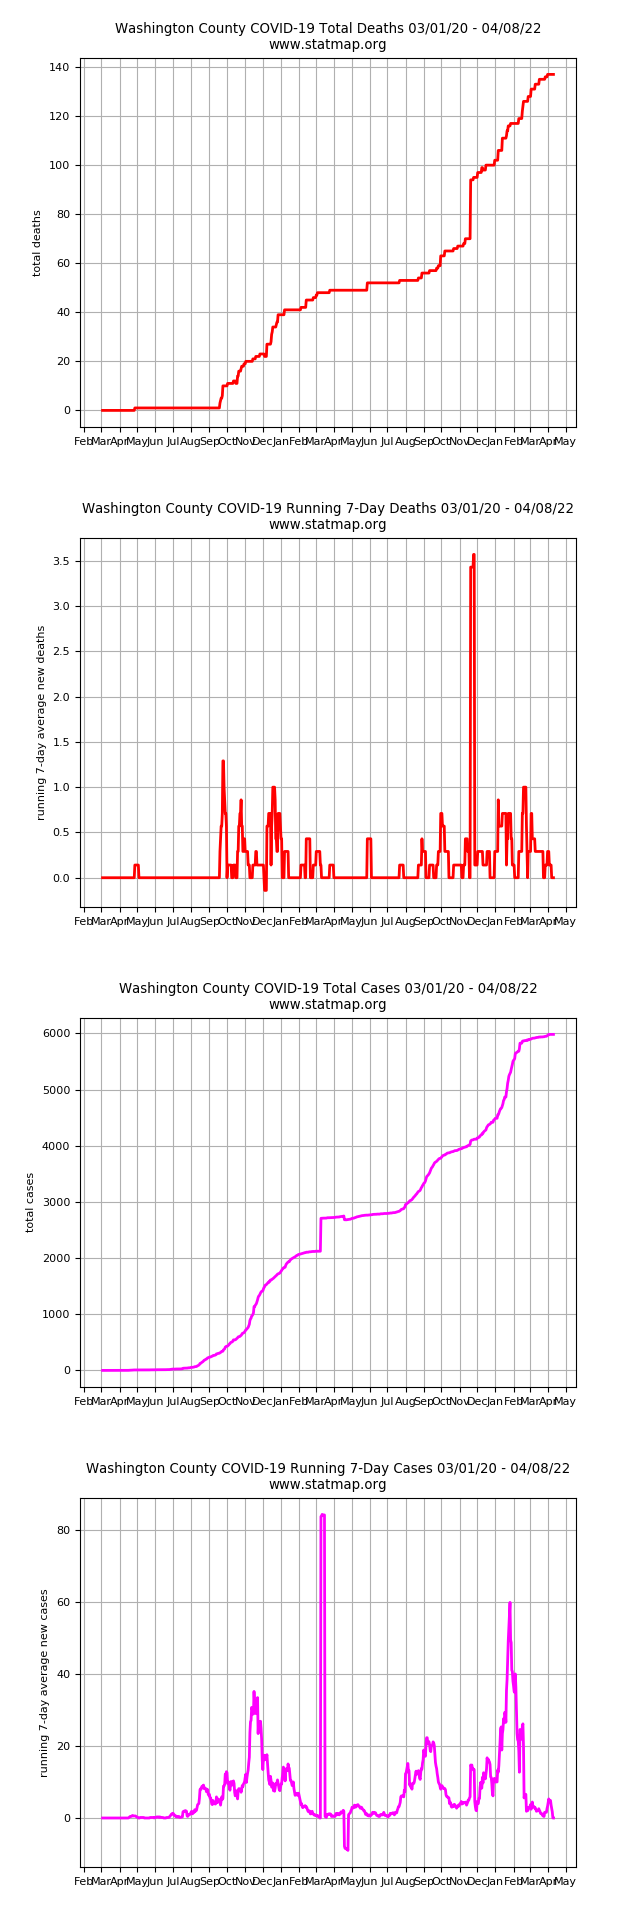 Washington County COVID-19 Total Deaths 03/01/20 - 04/08/22
www.statmap.org
140
120
100
80
60
40
20
0
total deaths
Feb Mar Apr May Jun Jul Aug Sep Oct Nov Dec Jan Feb Mar Apr May Jun Jul Aug Sep Oct Nov Dec Jan Feb Mar Apr May
Washington County COVID-19 Running 7-Day Deaths 03/01/20 - 04/08/22
www.statmap.org
3.5
3.0
2.5
2.0
1.5
1.0
0.5
0.0
running 7-day average new deaths
Feb Mar Apr May Jun Jul Aug Sep Oct Nov Dec Jan Feb Mar Apr May Jun Jul Aug Sep Oct Nov Dec Jan Feb Mar Apr May
Washington County COVID-19 Total Cases 03/01/20 - 04/08/22
www.statmap.org
6000
5000
4000
3000
2000
1000
0
total cases
Feb Mar Apr May Jun Jul Aug Sep Oct Nov Dec Jan Feb Mar Apr May Jun Jul Aug Sep Oct Nov Dec Jan Feb Mar Apr May
Washington County COVID-19 Running 7-Day Cases 03/01/20 - 04/08/22
www.statmap.org
80
60
40
20
0
running 7-day average new cases
Feb Mar Apr May Jun Jul Aug Sep Oct Nov Dec Jan Feb Mar Apr May Jun Jul Aug Sep Oct Nov Dec Jan Feb Mar Apr May